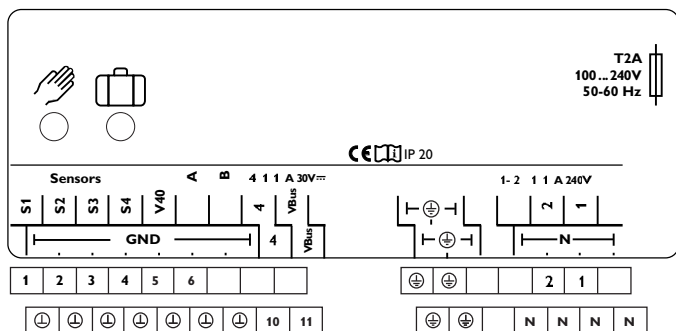 T2A
100 ... 240V
50-60 Hz
CE i IP 20
Sensors A B 4 1 1 A 30V 1- 2 1 1 A 240V
S1 S2 S3 S4 V40 4 VBus 2 1
GND 4 VBus N
1 2 3 4 5 6 2 1
10 11 N N N N